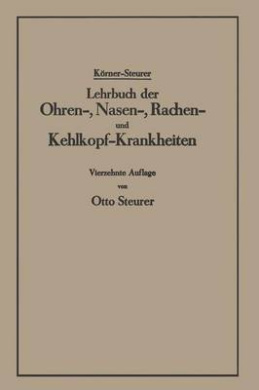 Körner-Steurer
Lehrbuch der
Ohren-, Nasen-, Rachen-
und
Kehlkopf-Krankheiten
Vierzehnte Auflage
von
Otto Steurer